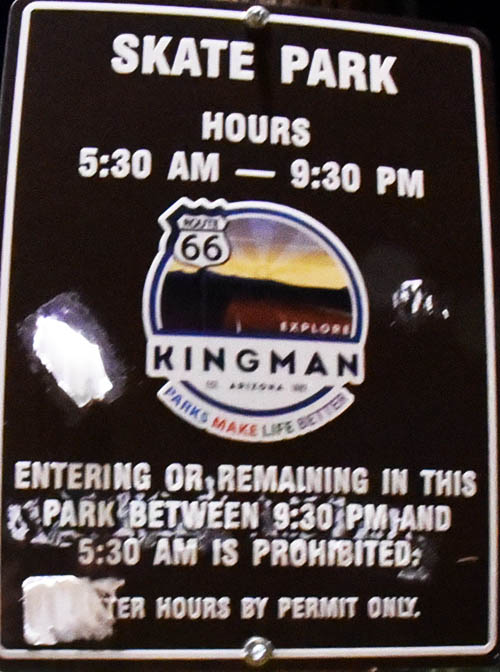 SKATE PARK
HOURS
5:30 AM — 9:30 PM
ROUTE
66
EXPLORE
KINGMAN
ARIZONA
PARKS MAKE LIFE BETTER
ENTERING OR REMAINING IN THIS
PARK BETWEEN 9:30 PM AND
5:30 AM IS PROHIBITED.
TER HOURS BY PERMIT ONLY.